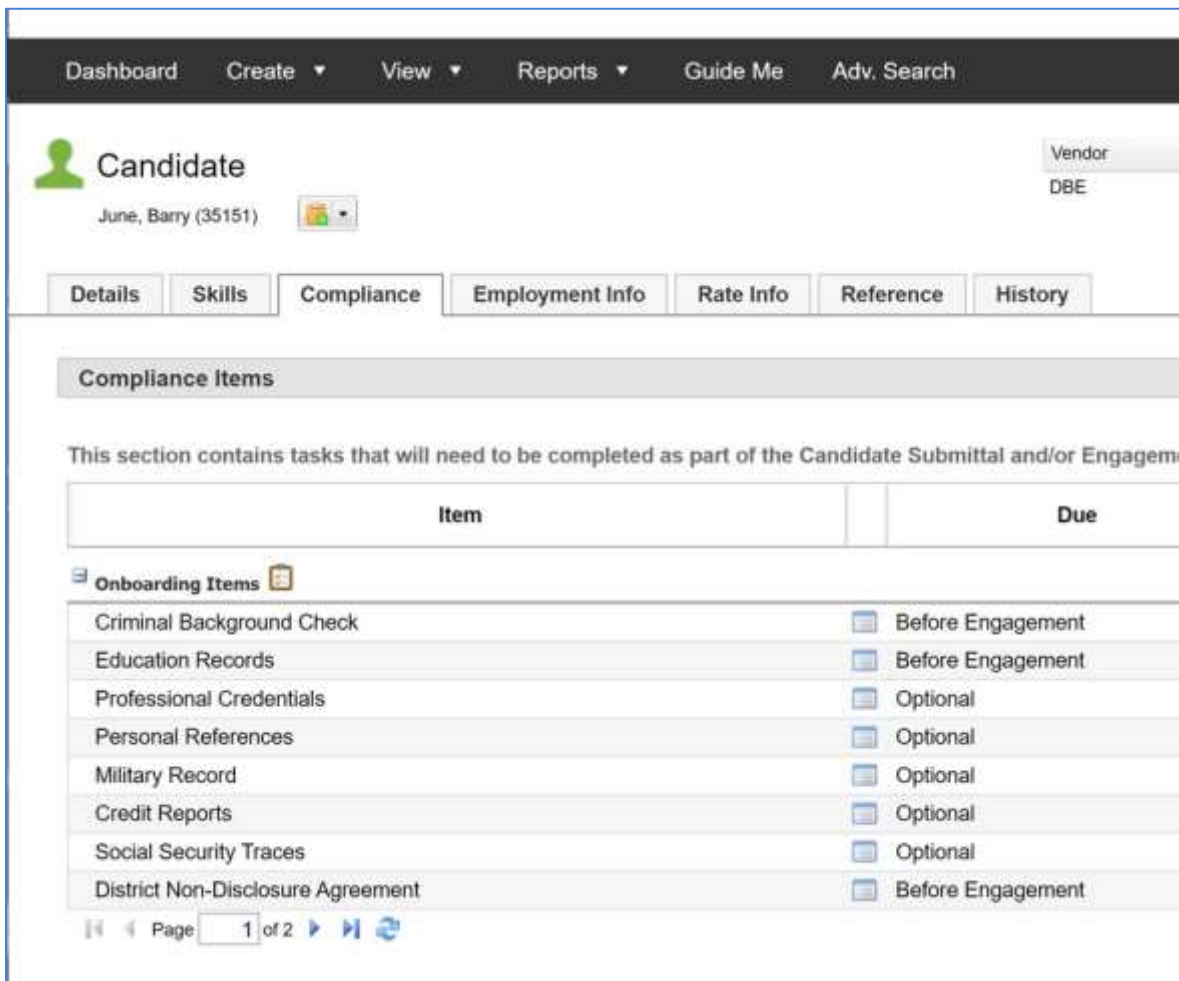 Dashboard Create View Reports Guide Me Adv. Search
Candidate
Vendor
DBE
June, Barry (35151)
Details Skills Compliance Employment Info Rate Info Reference History
Compliance Items
This section contains tasks that will need to be completed as part of the Candidate Submittal and/or Engagem
Item Due
Onboarding Items
Criminal Background Check Before Engagement
Education Records Before Engagement
Professional Credentials Optional
Personal References Optional
Military Record Optional
Credit Reports Optional
Social Security Traces Optional
District Non-Disclosure Agreement Before Engagement
Page 1 of 2